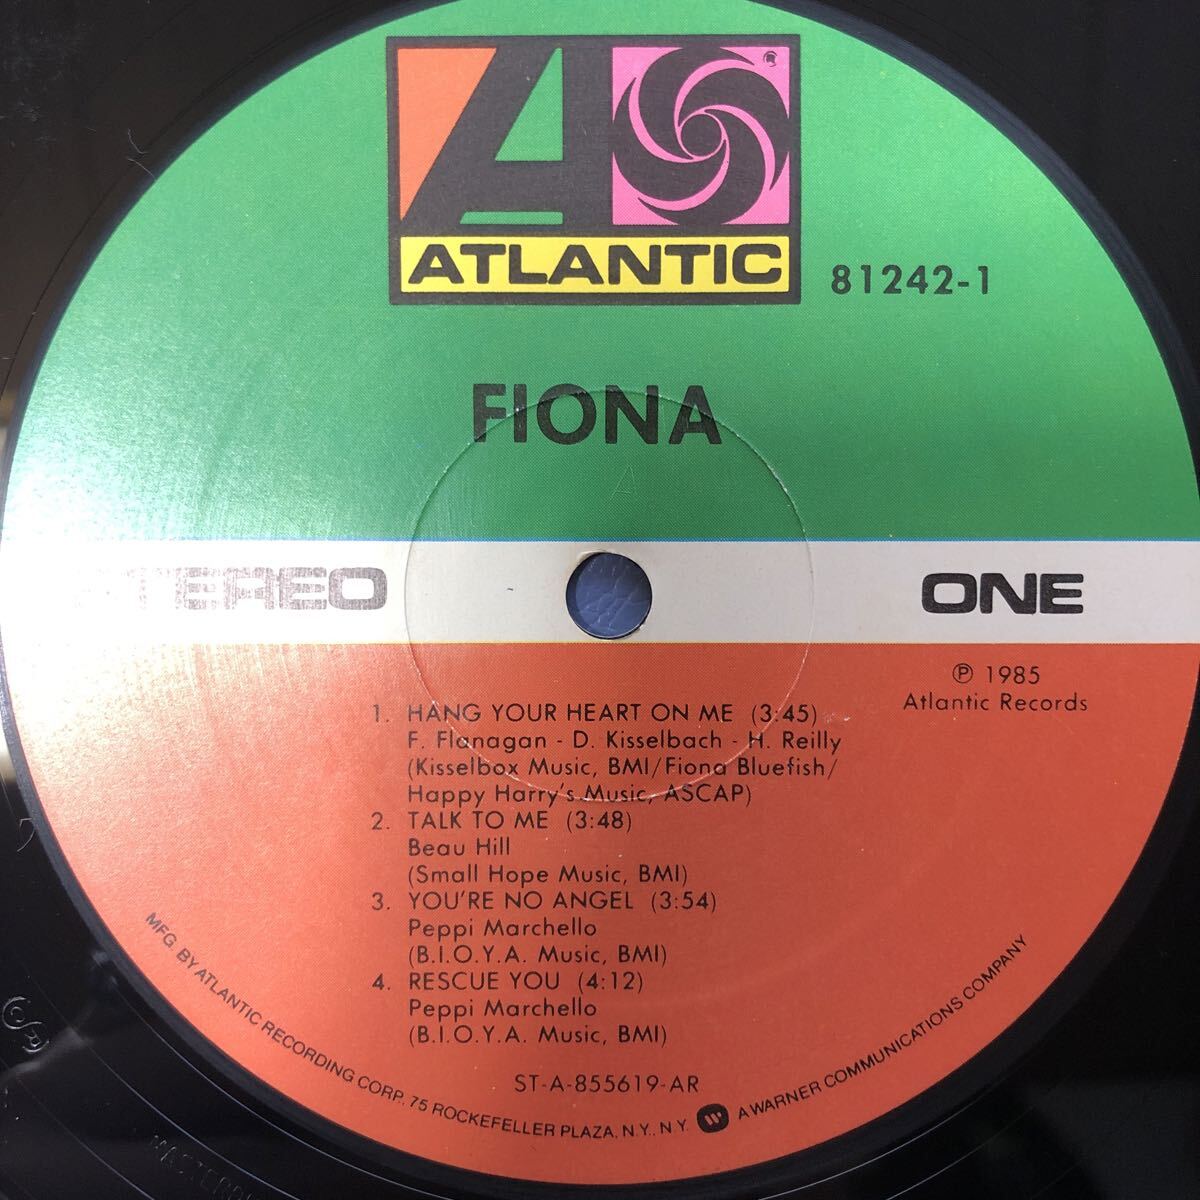 ATLANTIC
81242-1
FIONA
STEREO
ONE
℗ 1985
Atlantic Records
1. HANG YOUR HEART ON ME (3:45)
F. Flanagan - D. Kisselbach - H. Reilly
(Kisselbox Music, BMI/Fiona Bluefish/
Happy Harry's Music, ASCAP)
2. TALK TO ME (3:48)
Beau Hill
(Small Hope Music, BMI)
3. YOU'RE NO ANGEL (3:54)
Peppi Marchello
(B.I.O.Y.A. Music, BMI)
4. RESCUE YOU (4:12)
Peppi Marchello
(B.I.O.Y.A. Music, BMI)
ST-A-855619-AR
MFG. BY ATLANTIC RECORDING CORP., 75 ROCKEFELLER PLAZA, N.Y., N.Y. A WARNER COMMUNICATIONS COMPANY